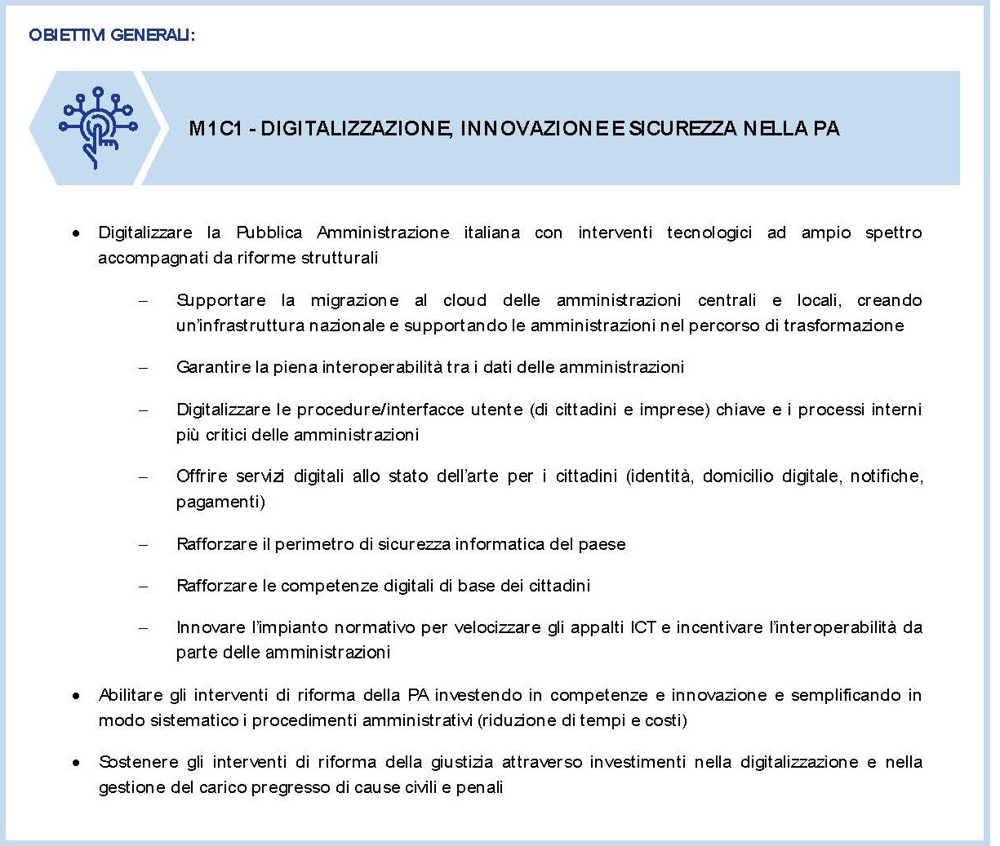 OBIETTIVI GENERALI:
M1C1 - DIGITALIZZAZIONE, INNOVAZIONE E SICUREZZA NELLA PA
• Digitalizzare la Pubblica Amministrazione italiana con interventi tecnologici ad ampio spettro
accompagnati da riforme strutturali
– Supportare la migrazione al cloud delle amministrazioni centrali e locali, creando
un'infrastruttura nazionale e supportando le amministrazioni nel percorso di trasformazione
– Garantire la piena interoperabilità tra i dati delle amministrazioni
– Digitalizzare le procedure/interfacce utente (di cittadini e imprese) chiave e i processi interni
più critici delle amministrazioni
– Offrire servizi digitali allo stato dell'arte per i cittadini (identità, domicilio digitale, notifiche,
pagamenti)
– Rafforzare il perimetro di sicurezza informatica del paese
– Rafforzare le competenze digitali di base dei cittadini
– Innovare l'impianto normativo per velocizzare gli appalti ICT e incentivare l'interoperabilità da
parte delle amministrazioni
• Abilitare gli interventi di riforma della PA investendo in competenze e innovazione e semplificando in
modo sistematico i procedimenti amministrativi (riduzione di tempi e costi)
• Sostenere gli interventi di riforma della giustizia attraverso investimenti nella digitalizzazione e nella
gestione del carico pregresso di cause civili e penali